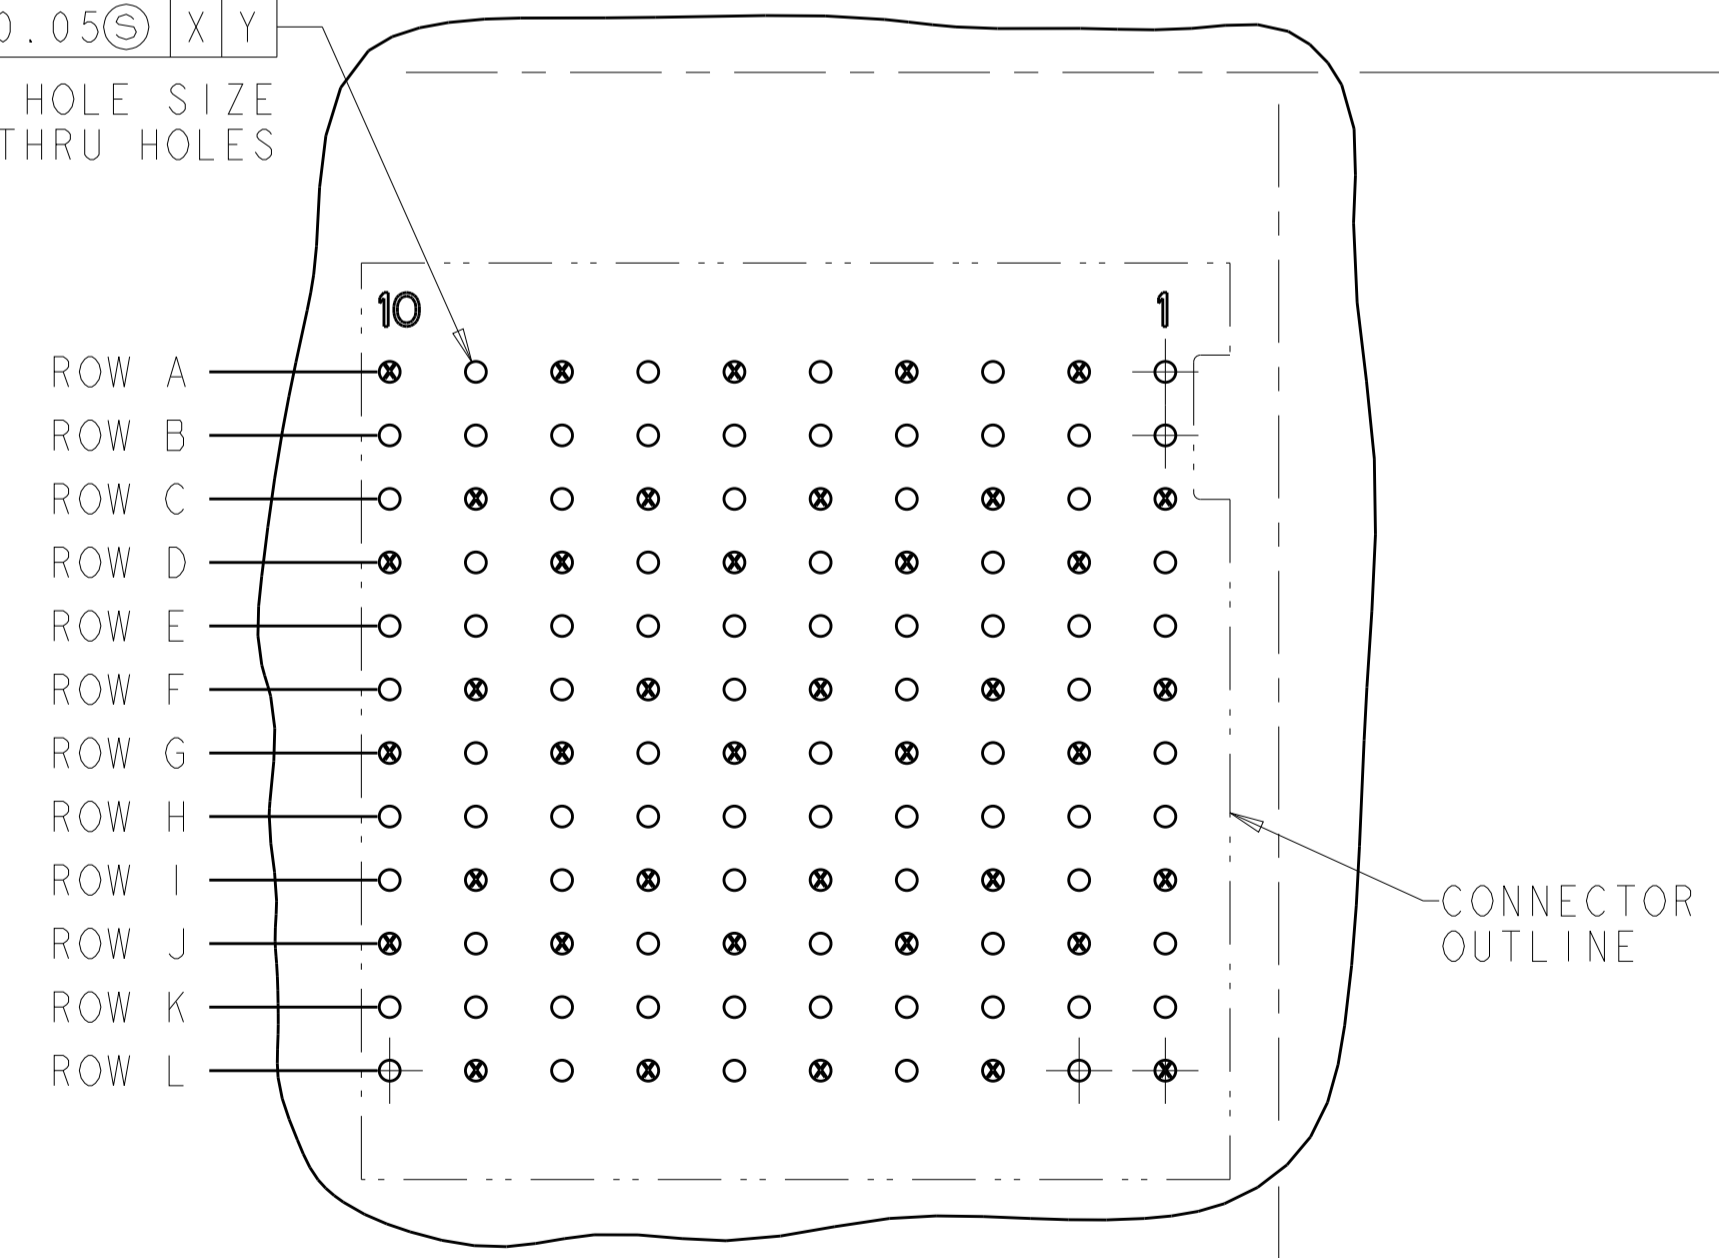 0.05Ⓢ X Y
HOLE SIZE
THRU HOLES
10 1
ROW A
ROW B
ROW C
ROW D
ROW E
ROW F
ROW G
ROW H
ROW I
ROW J
ROW K
ROW L
CONNECTOR
OUTLINE